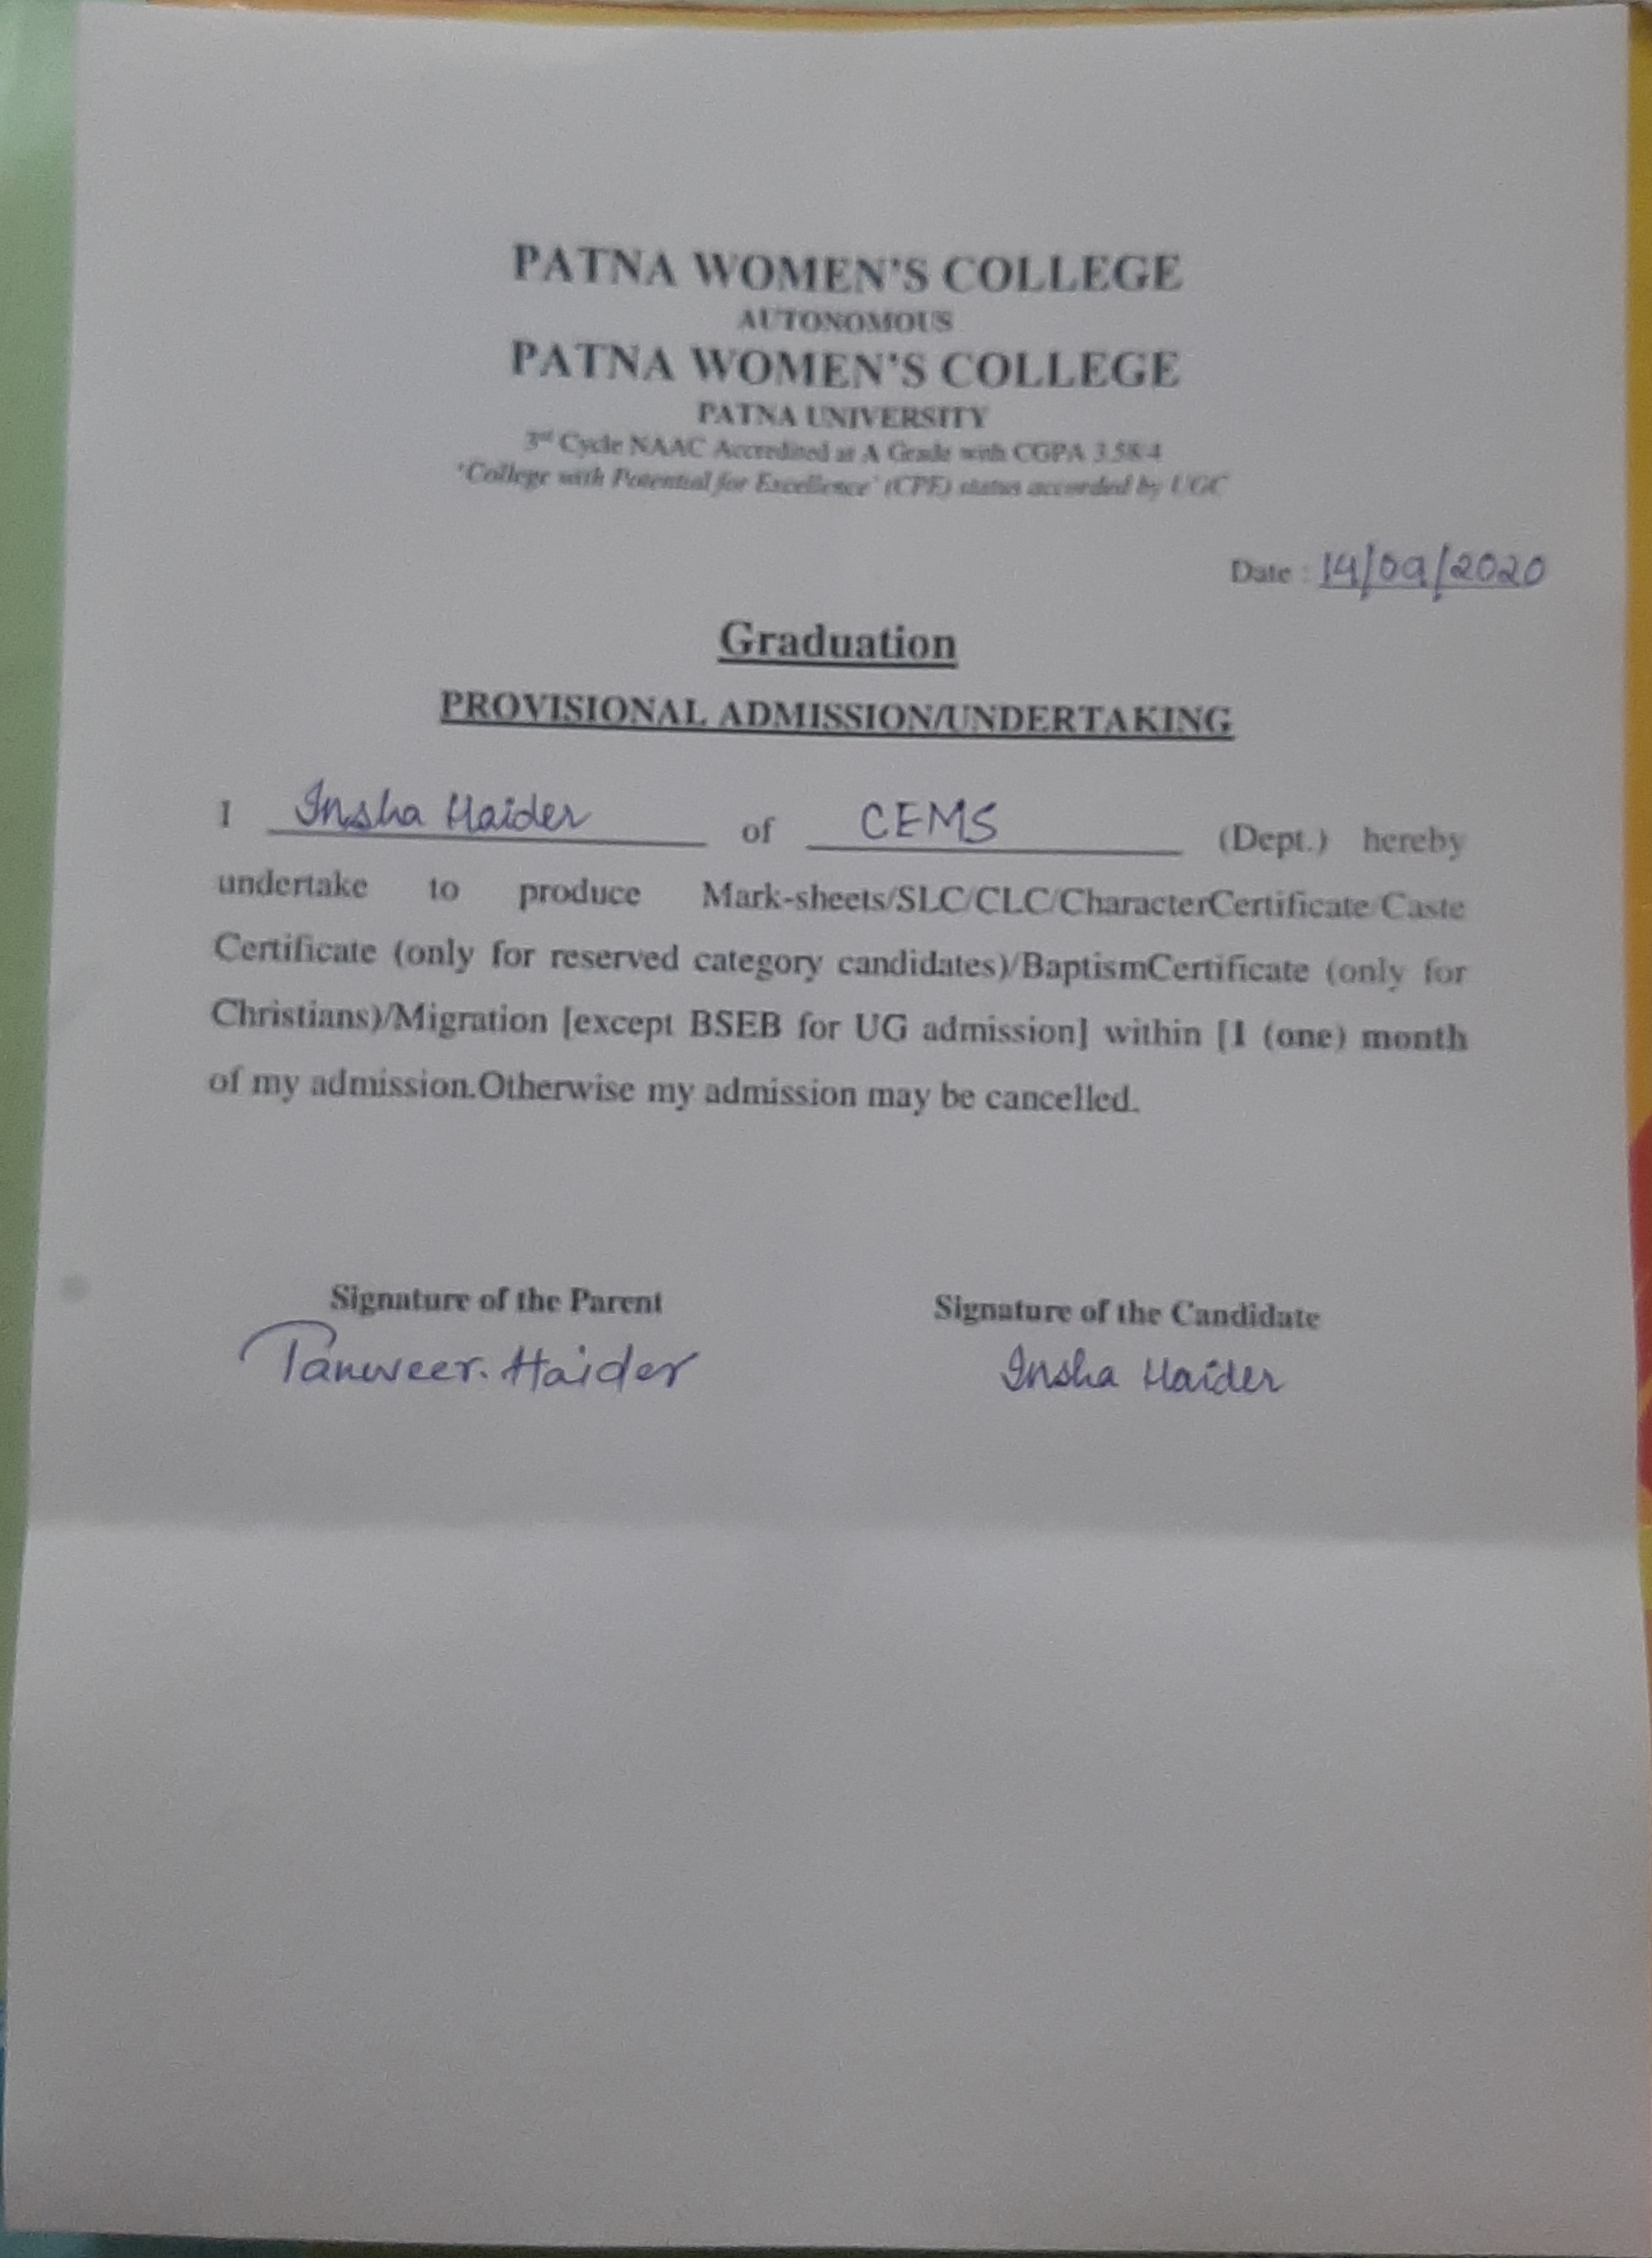 PATNA WOMEN'S COLLEGE
AUTONOMOUS
PATNA WOMEN'S COLLEGE
PATNA UNIVERSITY
3rd Cycle NAAC Accredited at A Grade with CGPA 3.58/4
'College with Potential for Excellence' (CPE) status accorded by UGC
Date : 14/09/2020
Graduation
PROVISIONAL ADMISSION/UNDERTAKING
I Insha Haider of CEMS (Dept.) hereby
undertake to produce Mark-sheets/SLC/CLC/CharacterCertificate/Caste
Certificate (only for reserved category candidates)/BaptismCertificate (only for
Christians)/Migration [except BSEB for UG admission] within [1 (one) month
of my admission.Otherwise my admission may be cancelled.
Signature of the Parent Signature of the Candidate
Tanweer. Haider Insha Haider